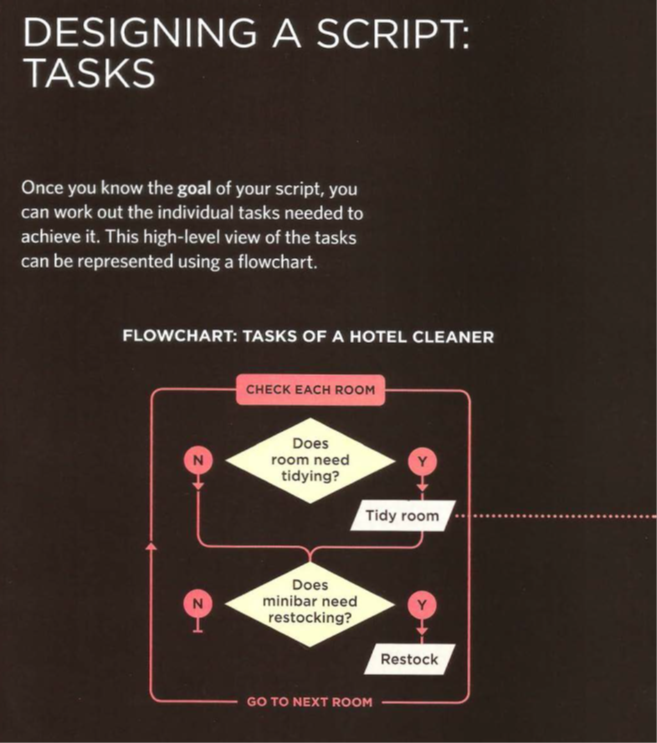 DESIGNING A SCRIPT:
TASKS
Once you know the goal of your script, you
can work out the individual tasks needed to
achieve it. This high-level view of the tasks
can be represented using a flowchart.
FLOWCHART: TASKS OF A HOTEL CLEANER
CHECK EACH ROOM
Does
room need
tidying?
N
Y
Tidy room
Does
minibar need
restocking?
N
Y
Restock
GO TO NEXT ROOM